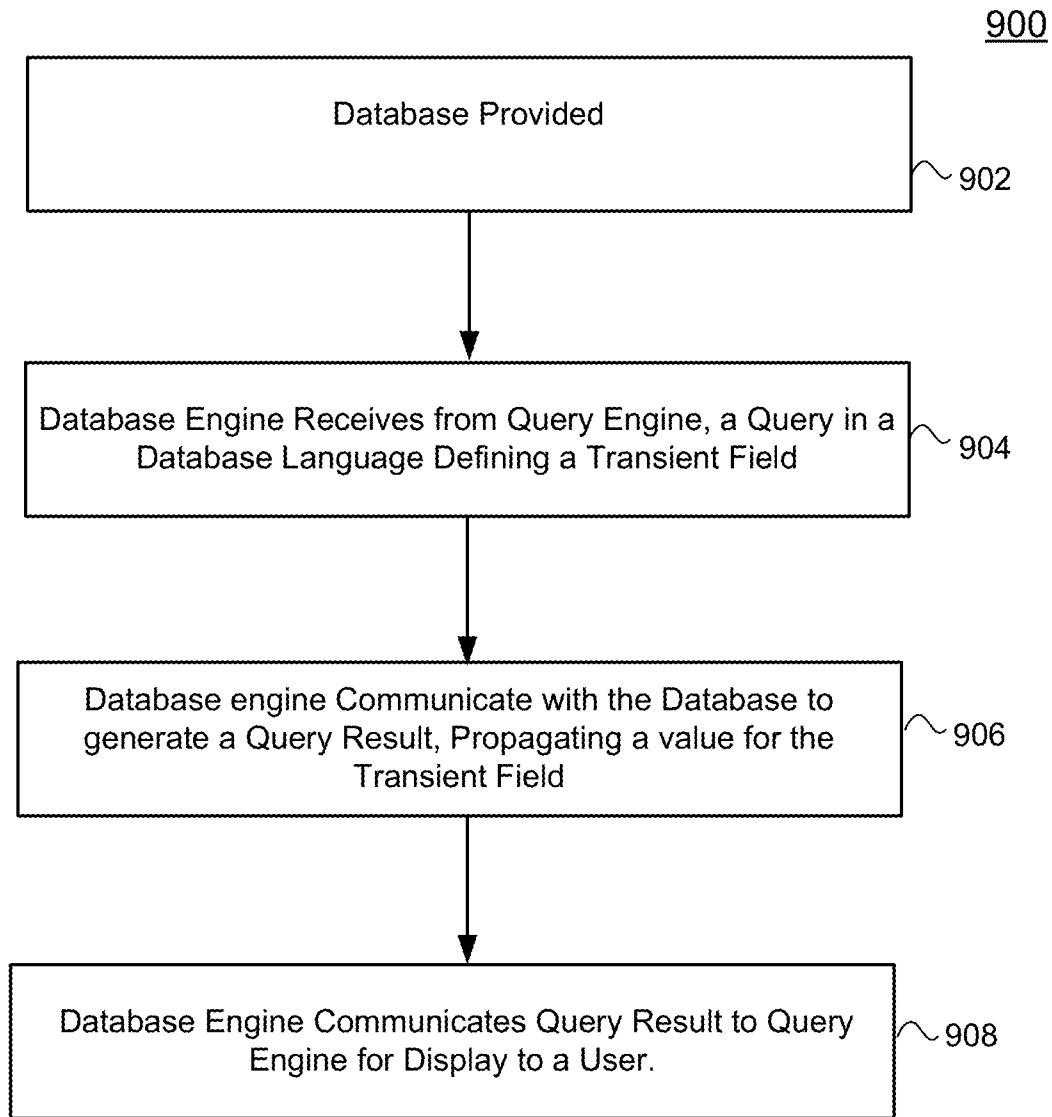 900
Database Provided
902
Database Engine Receives from Query Engine, a Query in a
Database Language Defining a Transient Field
904
Database engine Communicate with the Database to
generate a Query Result, Propagating a value for the
Transient Field
906
Database Engine Communicates Query Result to Query
Engine for Display to a User.
908